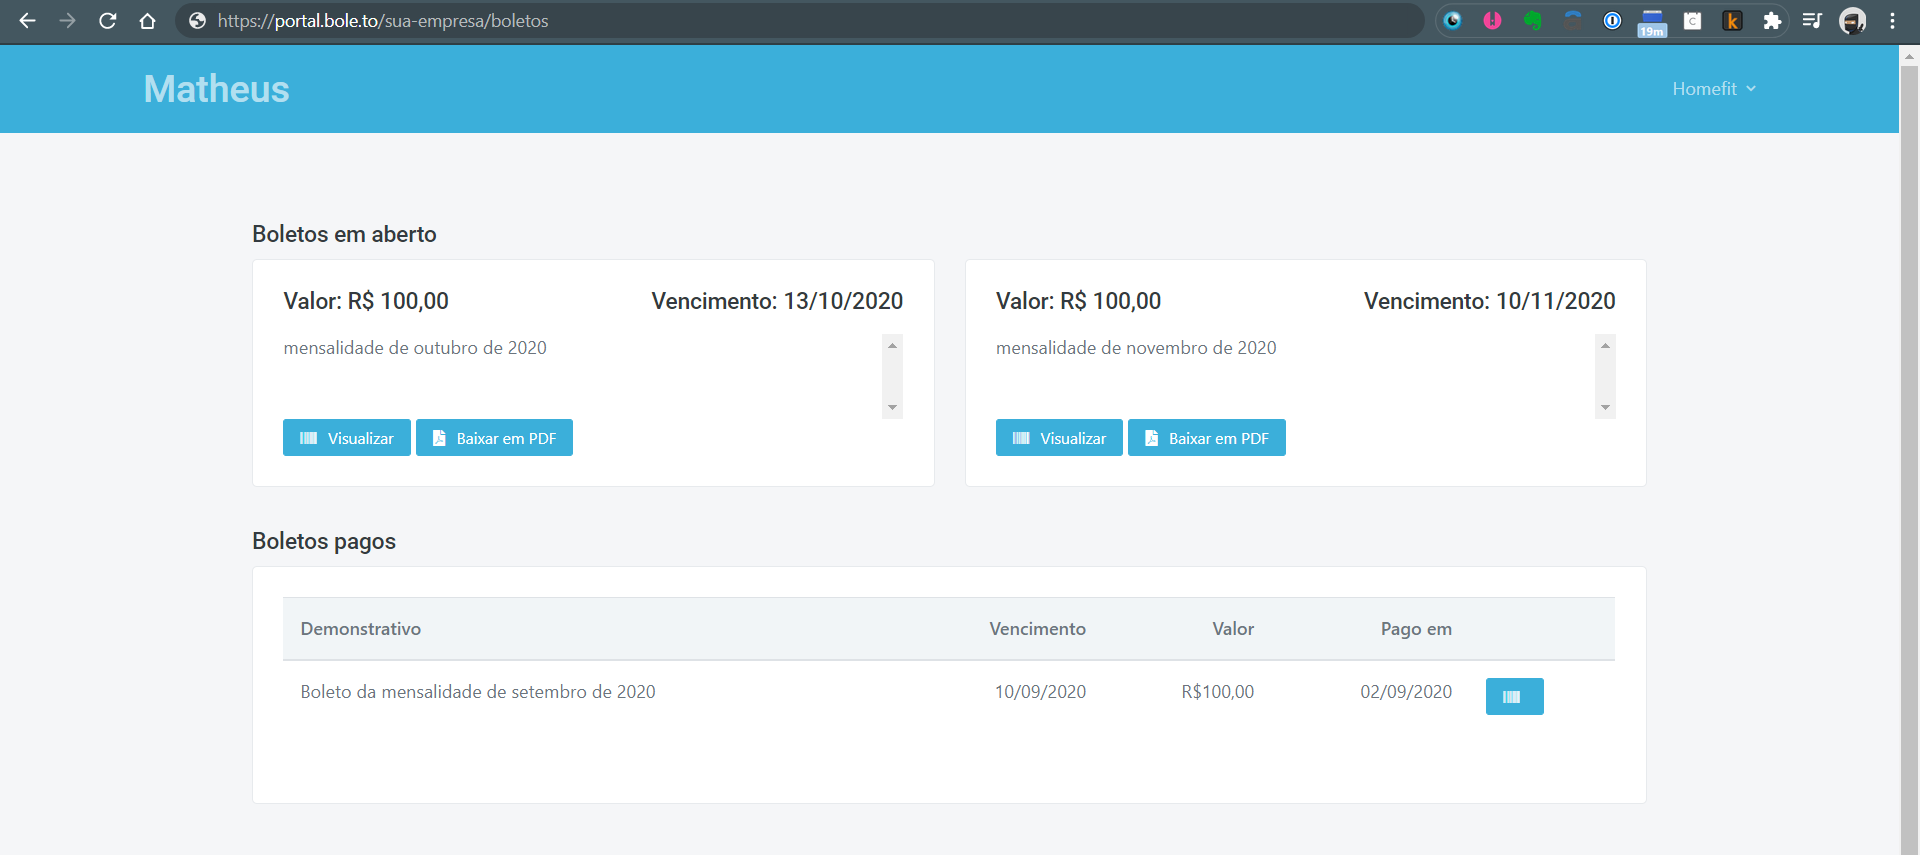 https://portal.bole.to/sua-empresa/boletos
19m
Matheus
Homefit
Boletos em aberto
Valor: R$ 100,00 Vencimento: 13/10/2020
mensalidade de outubro de 2020
Visualizar Baixar em PDF
Valor: R$ 100,00 Vencimento: 10/11/2020
mensalidade de novembro de 2020
Visualizar Baixar em PDF
Boletos pagos
Demonstrativo Vencimento Valor Pago em
Boleto da mensalidade de setembro de 2020 10/09/2020 R$100,00 02/09/2020